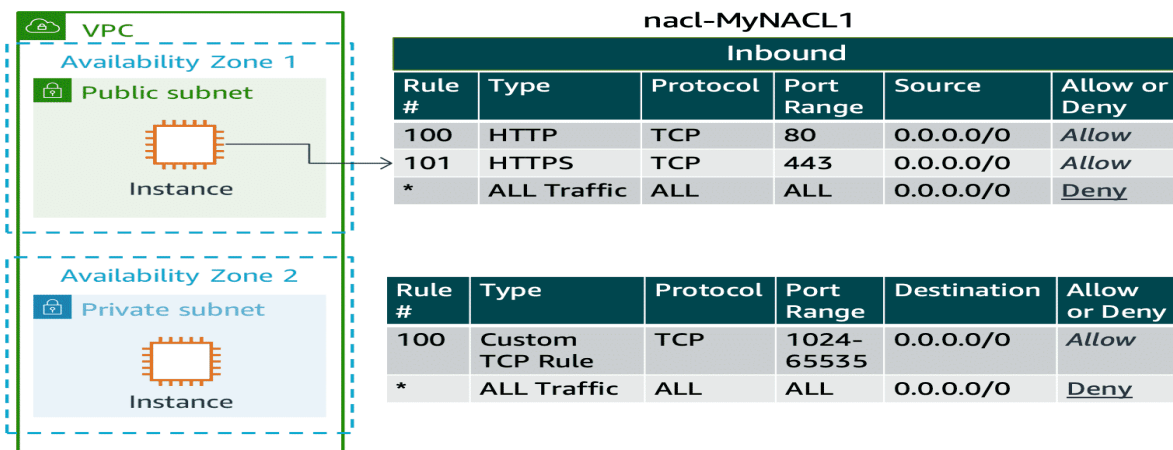 VPC
Availability Zone 1
Public subnet
Instance
Availability Zone 2
Private subnet
Instance
nacl-MyNACL1
Inbound
Rule # Type Protocol Port Range Source Allow or Deny
100 HTTP TCP 80 0.0.0.0/0 Allow
101 HTTPS TCP 443 0.0.0.0/0 Allow
* ALL Traffic ALL ALL 0.0.0.0/0 Deny
Rule # Type Protocol Port Range Destination Allow or Deny
100 Custom TCP Rule TCP 1024-65535 0.0.0.0/0 Allow
* ALL Traffic ALL ALL 0.0.0.0/0 Deny